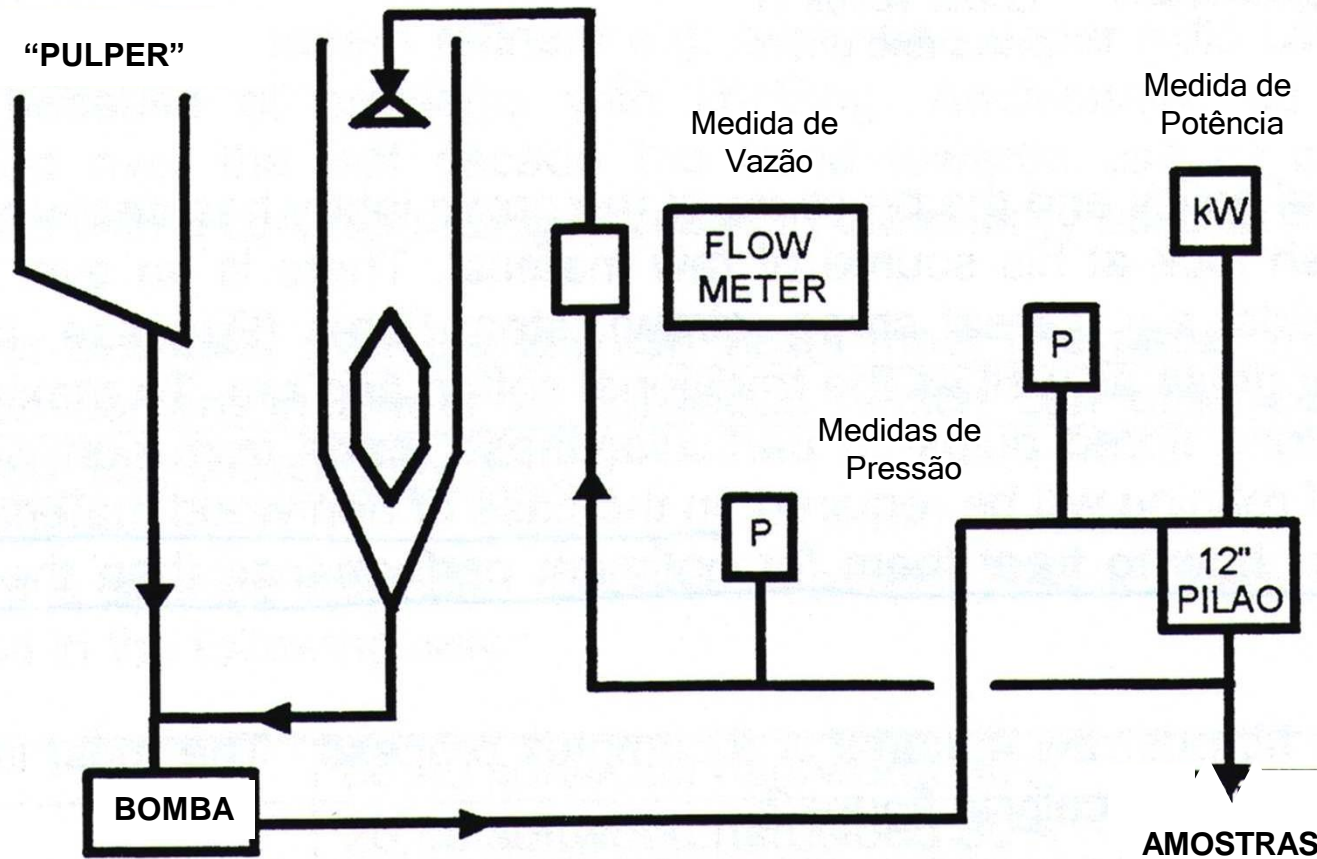 “PULPER”
Medida de
Vazão
FLOW
METER
Medida de
Potência
kW
P
Medidas de
Pressão
P
12"
PILAO
BOMBA
AMOSTRAS